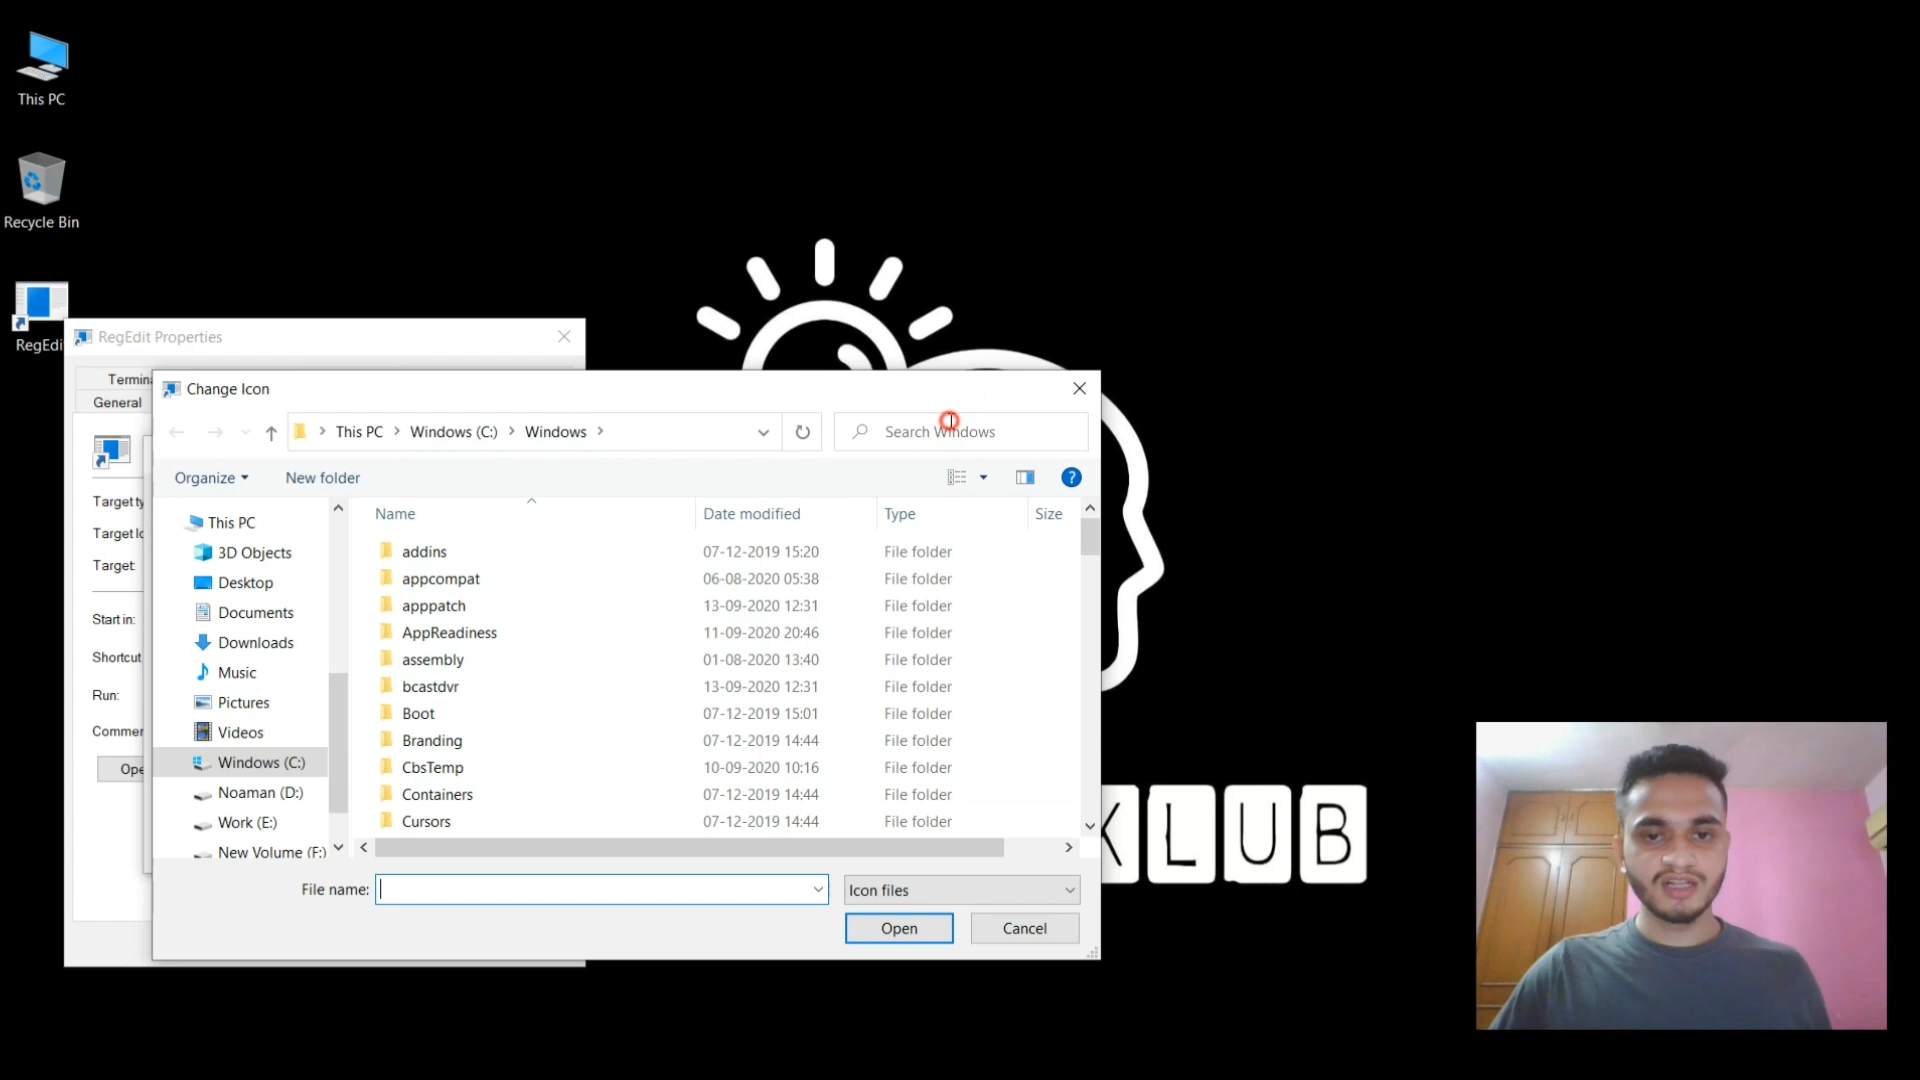 This PC
Recycle Bin
RegEdi
RegEdit Properties
Termina
General
Target ty
Target lo
Target:
Start in:
Shortcut
Run:
Commer
Ope
Change Icon
This PC > Windows (C:) > Windows >
Search Windows
Organize
New folder
?
This PC
3D Objects
Desktop
Documents
Downloads
Music
Pictures
Videos
Windows (C:)
Noaman (D:)
Work (E:)
New Volume (F:)
Name Date modified Type Size
addins 07-12-2019 15:20 File folder
appcompat 06-08-2020 05:38 File folder
apppatch 13-09-2020 12:31 File folder
AppReadiness 11-09-2020 20:46 File folder
assembly 01-08-2020 13:40 File folder
bcastdvr 13-09-2020 12:31 File folder
Boot 07-12-2019 15:01 File folder
Branding 07-12-2019 14:44 File folder
CbsTemp 10-09-2020 10:16 File folder
Containers 07-12-2019 14:44 File folder
Cursors 07-12-2019 14:44 File folder
File name:
Icon files
Open
Cancel
KLUB